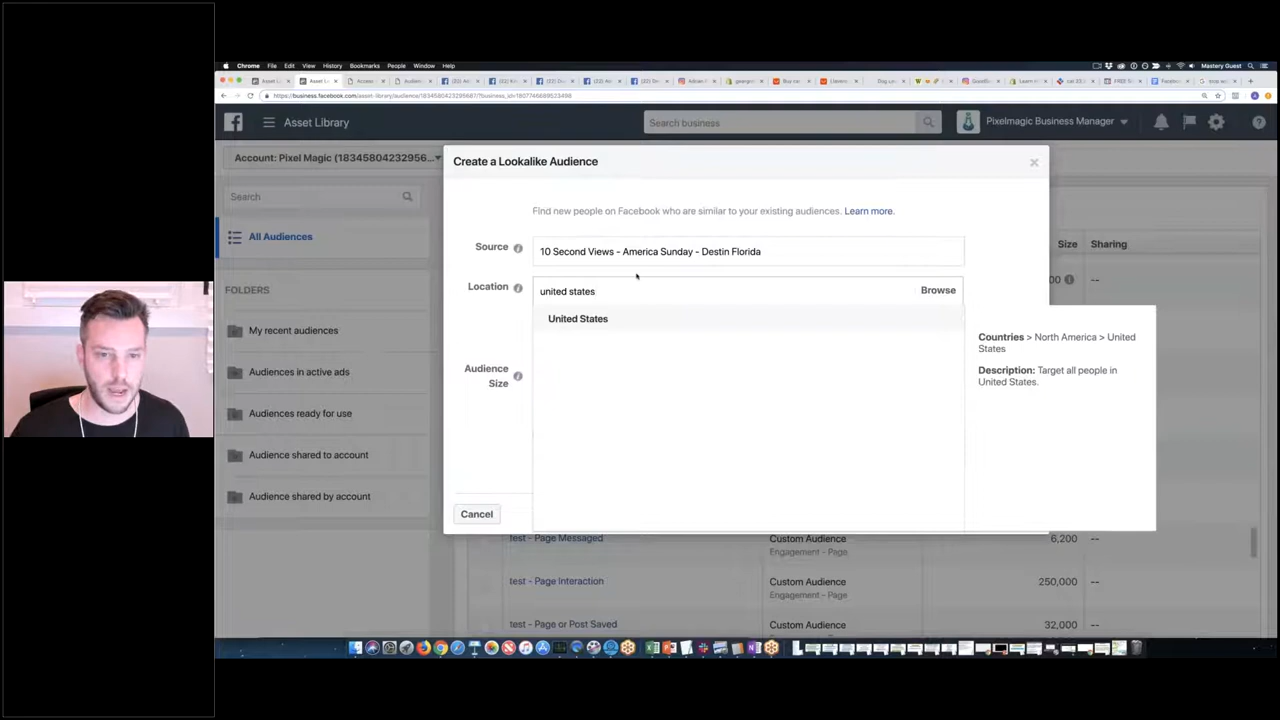 Chrome File Edit View History Bookmarks People Window Help
Mastery Guest
https://business.facebook.com/asset-library/audience/
Asset Library
Search business
Pixelmagic Business Manager
Account: Pixel Magic (18345804232956...
Create a Lookalike Audience
Search
Find new people on Facebook who are similar to your existing audiences. Learn more.
All Audiences
Source
10 Second Views - America Sunday - Destin Florida
Size
Sharing
FOLDERS
Location
united states
Browse
United States
My recent audiences
Countries > North America > United
States
Audiences in active ads
Audience
Size
Description: Target all people in
United States.
Audiences ready for use
Audience shared to account
Audience shared by account
Cancel
test - Page Messaged
Custom Audience
Engagement - Page
6,200
--
test - Page Interaction
Custom Audience
Engagement - Page
250,000
--
test - Page or Post Saved
Custom Audience
32,000
--